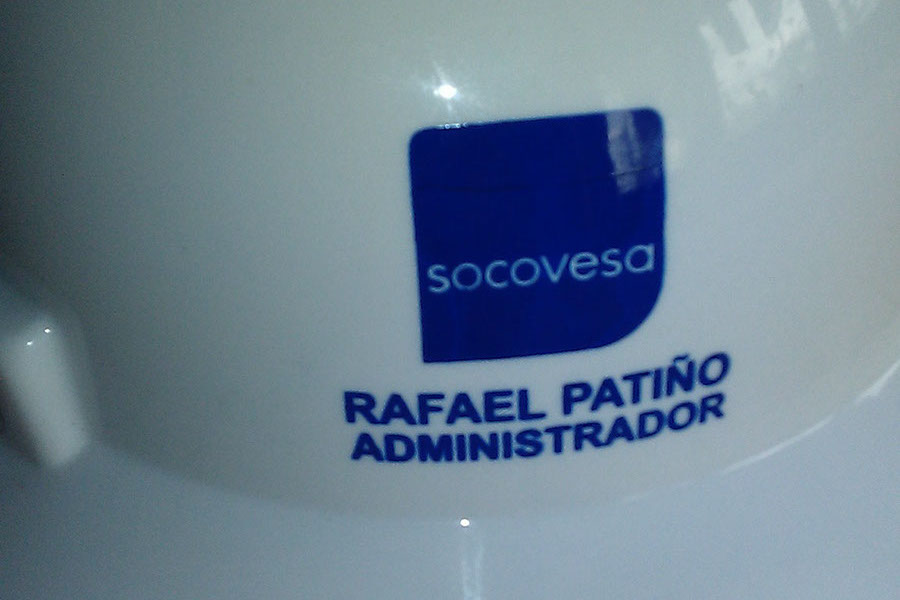 socovesa
RAFAEL PATIÑO
ADMINISTRADOR